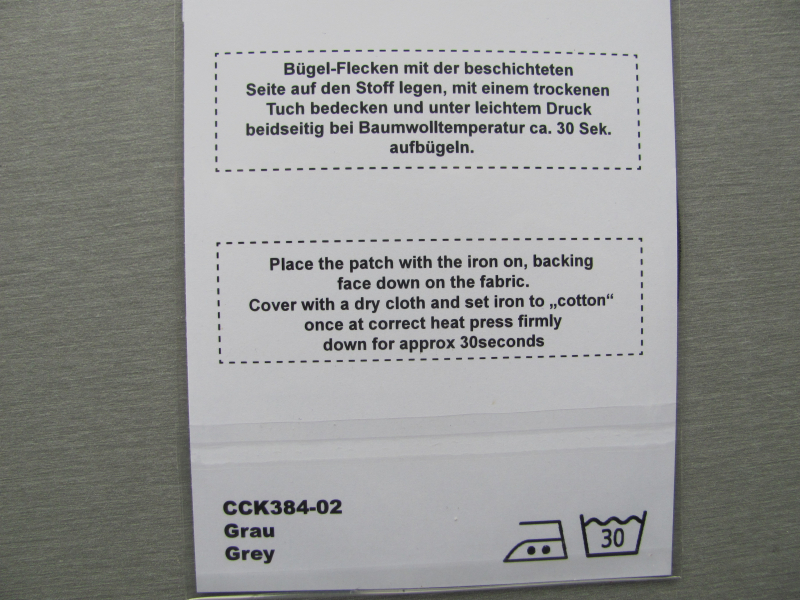 Bügel-Flecken mit der beschichteten
Seite auf den Stoff legen, mit einem trockenen
Tuch bedecken und unter leichtem Druck
beidseitig bei Baumwolltemperatur ca. 30 Sek.
aufbügeln.
Place the patch with the iron on, backing
face down on the fabric.
Cover with a dry cloth and set iron to „cotton“
once at correct heat press firmly
down for approx 30seconds
CCK384-02
Grau
Grey
30